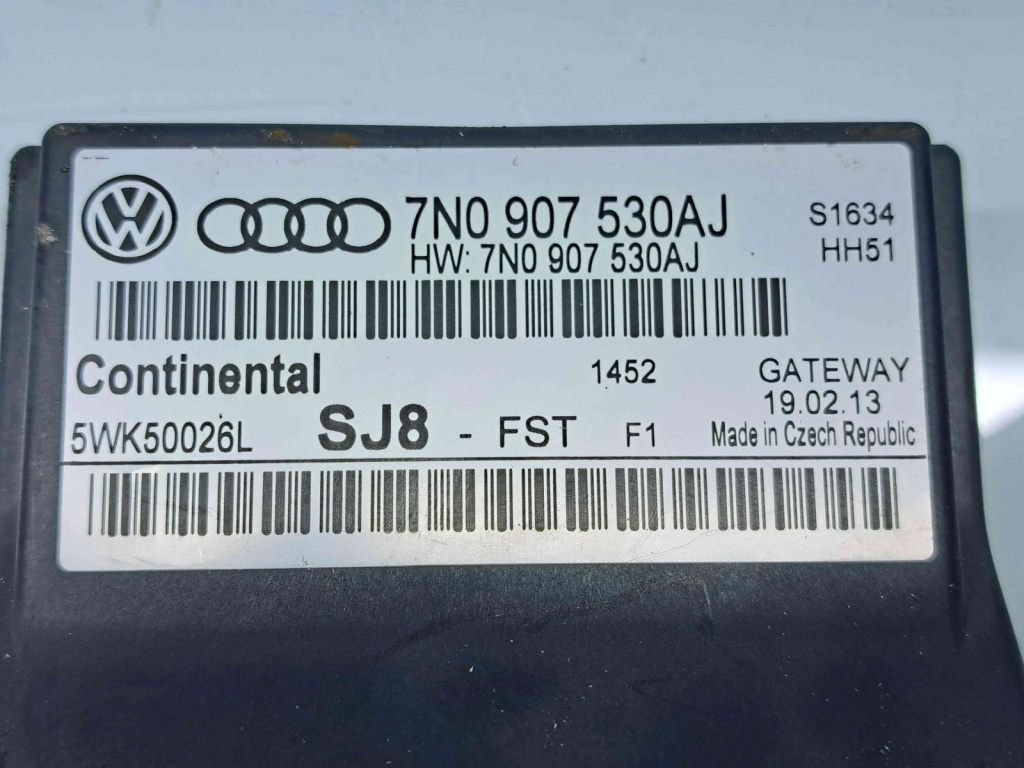 7N0 907 530AJ S1634
HW: 7N0 907 530AJ HH51
Continental 1452 GATEWAY
19.02.13
5WK50026L SJ8 - FST F1 Made in Czech Republic